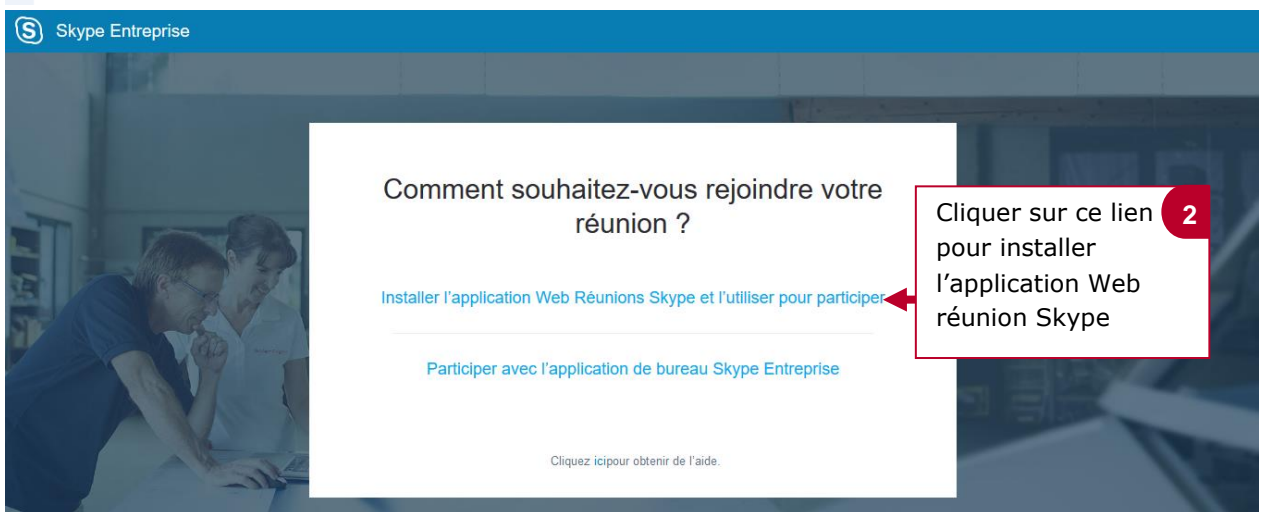 Skype Entreprise
Comment souhaitez-vous rejoindre votre
réunion ?
Installer l'application Web Réunions Skype et l'utiliser pour participer
Participer avec l'application de bureau Skype Entreprise
Cliquez icipour obtenir de l'aide.
Cliquer sur ce lien
pour installer
l'application Web
réunion Skype
2